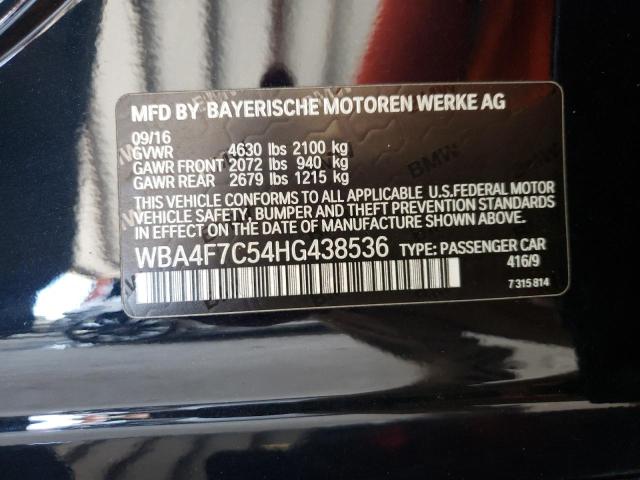 MFD BY BAYERISCHE MOTOREN WERKE AG
09/16
GVWR 4630 lbs 2100 kg
GAWR FRONT 2072 lbs 940 kg
GAWR REAR 2679 lbs 1215 kg
THIS VEHICLE CONFORMS TO ALL APPLICABLE U.S.FEDERAL MOTOR
VEHICLE SAFETY, BUMPER AND THEFT PREVENTION STANDARDS
IN EFFECT ON THE DATE OF MANUFACTURE SHOWN ABOVE.
WBA4F7C54HG438536 TYPE: PASSENGER CAR
416/9
7 315 814